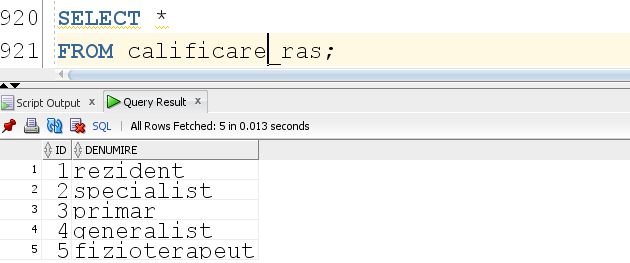 920 SELECT *
921 FROM calificare_ras;
Script Output x Query Result x
SQL | All Rows Fetched: 5 in 0.013 seconds
ID DENUMIRE
1 1 rezident
2 2 specialist
3 3 primar
4 4 generalist
5 5 fizioterapeut